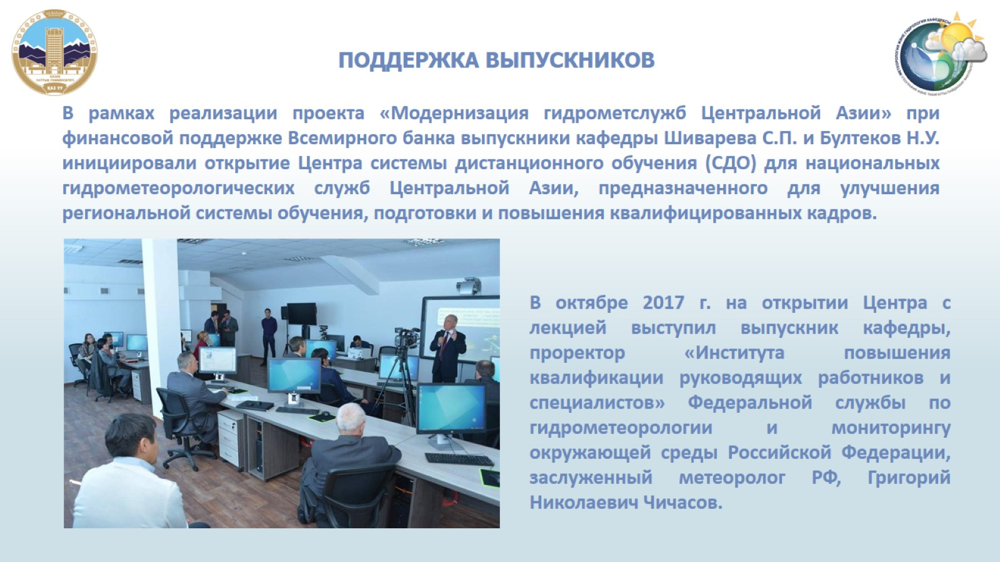 ПОДДЕРЖКА ВЫПУСКНИКОВ
В рамках реализации проекта «Модернизация гидрометслужб Центральной Азии» при
финансовой поддержке Всемирного банка выпускники кафедры Шиварева С.П. и Бултеков Н.У.
инициировали открытие Центра системы дистанционного обучения (СДО) для национальных
гидрометеорологических служб Центральной Азии, предназначенного для улучшения
региональной системы обучения, подготовки и повышения квалифицированных кадров.
В октябре 2017 г. на открытии Центра с
лекцией выступил выпускник кафедры,
проректор «Института повышения
квалификации руководящих работников и
специалистов» Федеральной службы по
гидрометеорологии и мониторингу
окружающей среды Российской Федерации,
заслуженный метеоролог РФ, Григорий
Николаевич Чичасов.
ҚАЗАҚ
ҰЛТТЫҚ УНИВЕРСИТЕТІ
ҚАЗ ҰУ
МЕТЕОРОЛОГИЯ ЖӘНЕ ГИДРОЛОГИЯ КАФЕДРАСЫ